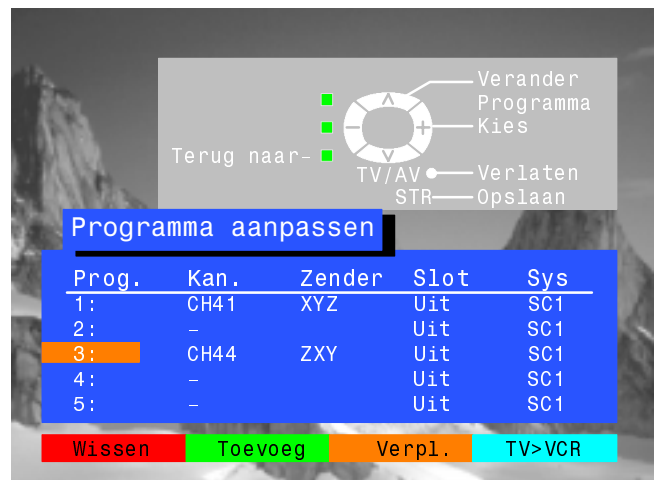 Verander
Programma
Kies
Terug naar
TV/AV Verlaten
STR Opslaan
Programma aanpassen
Prog. Kan. Zender Slot Sys
1: CH41 XYZ Uit SC1
2: – Uit SC1
3: CH44 ZXY Uit SC1
4: – Uit SC1
5: – Uit SC1
Wissen Toevoeg Verpl. TV>VCR